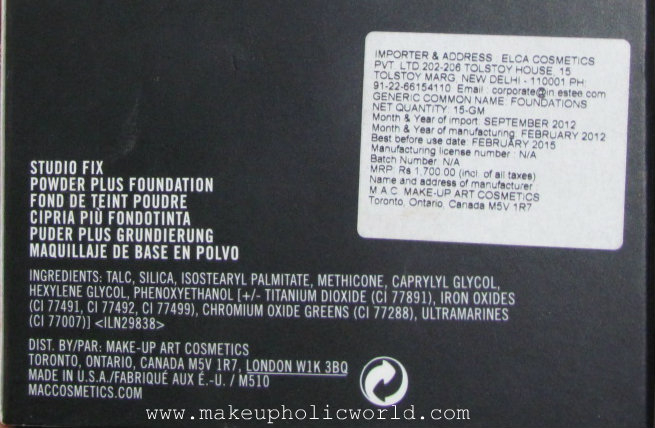 IMPORTER & ADDRESS : ELCA COSMETICS
PVT. LTD.202-206 TOLSTOY HOUSE, 15
TOLSTOY MARG, NEW DELHI - 110001 PH:
91-22-66154110 Email : corporate@in.estee.com
GENERIC COMMON NAME: FOUNDATIONS
NET QUANTITY: 15-GM
Month & Year of import: SEPTEMBER 2012
Month & Year of manufacturing: FEBRUARY 2012
Best before use date: FEBRUARY 2015
Manufacturing license number : N/A
Batch Number: N/A
MRP: Rs 1,700.00 (incl. of all taxes)
Name and address of manufacturer
M.A.C. MAKE-UP ART COSMETICS
Toronto, Ontario, Canada M5V 1R7
STUDIO FIX
POWDER PLUS FOUNDATION
FOND DE TEINT POUDRE
CIPRIA PIÙ FONDOTINTA
PUDER PLUS GRUNDIERUNG
MAQUILLAJE DE BASE EN POLVO
INGREDIENTS: TALC, SILICA, ISOSTEARYL PALMITATE, METHICONE, CAPRYLYL GLYCOL,
HEXYLENE GLYCOL, PHENOXYETHANOL [+/- TITANIUM DIOXIDE (CI 77891), IRON OXIDES
(CI 77491, CI 77492, CI 77499), CHROMIUM OXIDE GREENS (CI 77288), ULTRAMARINES
(CI 77007)] <ILN29838>
DIST. BY/PAR: MAKE-UP ART COSMETICS
TORONTO, ONTARIO, CANADA M5V 1R7, LONDON W1K 3BQ
MADE IN U.S.A./FABRIQUÉ AUX É.-U. / M510
MACCOSMETICS.COM
www.makeupholicworld.com